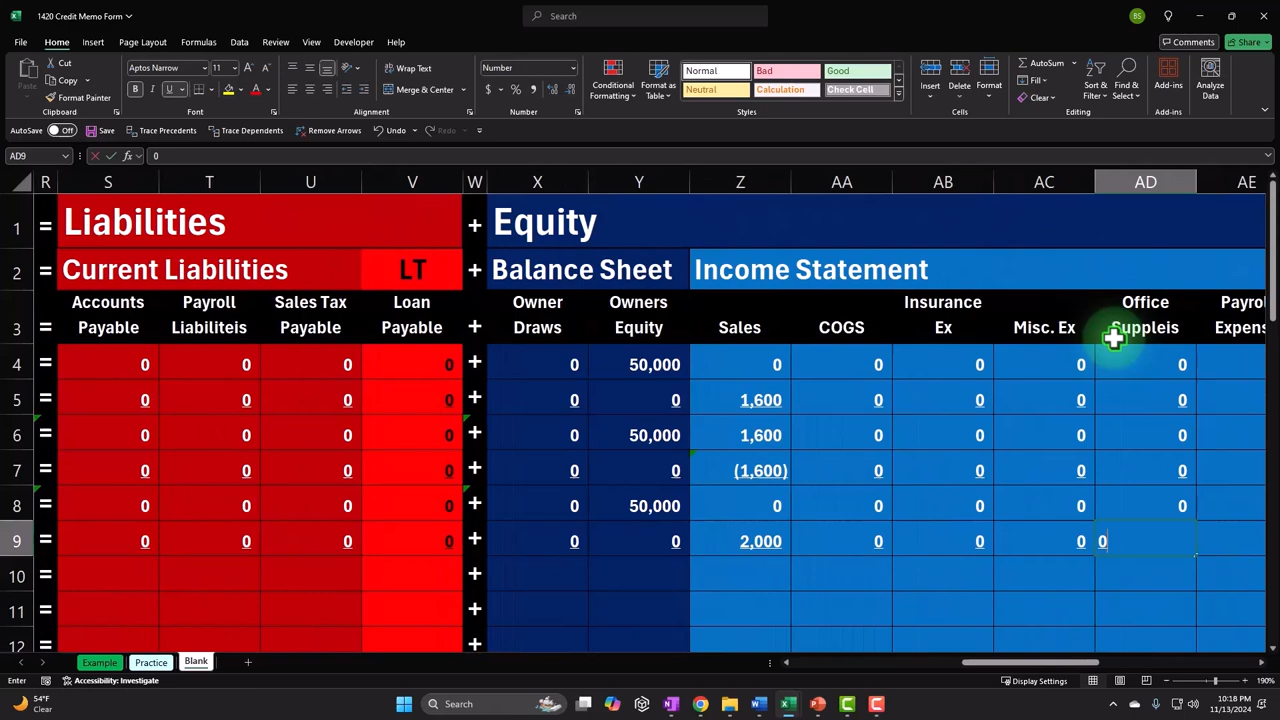 1420 Credit Memo Form
Search
BS
File Home Insert Page Layout Formulas Data Review View Developer Help
Comments
Share
Paste
Cut
Copy
Format Painter
Clipboard
Aptos Narrow 11
B I U
Font
Wrap Text
Merge & Center
Alignment
Number
$ % 9
Number
Conditional Formatting
Format as Table
Normal Bad Good
Neutral Calculation Check Cell
Styles
Insert Delete Format
Cells
AutoSum
Fill
Clear
Sort & Filter
Find & Select
Editing
Add-ins
Add-ins
Analyze Data
AutoSave Off Save Trace Precedents Trace Dependents Remove Arrows Undo Redo
AD9 fx 0
R S T U V W X Y Z AA AB AC AD AE
1 = Liabilities + Equity
2 = Current Liabilities LT + Balance Sheet Income Statement
Accounts Payroll Sales Tax Loan Owner Owners Insurance Office Payrol
3 = Payable Liabiliteis Payable Payable + Draws Equity Sales COGS Ex Misc. Ex Suppleis Expens
4 = 0 0 0 0 + 0 50,000 0 0 0 0 0
5 = 0 0 0 0 + 0 0 1,600 0 0 0 0
6 = 0 0 0 0 + 0 50,000 1,600 0 0 0 0
7 = 0 0 0 0 + 0 0 (1,600) 0 0 0 0
8 = 0 0 0 0 + 0 50,000 0 0 0 0 0
9 = 0 0 0 0 + 0 0 2,000 0 0 0 0
10 +
11 +
12 +
Example Practice Blank +
Enter Accessibility: Investigate Display Settings 190%
54°F
Clear
Search
10:18 PM
11/13/2024